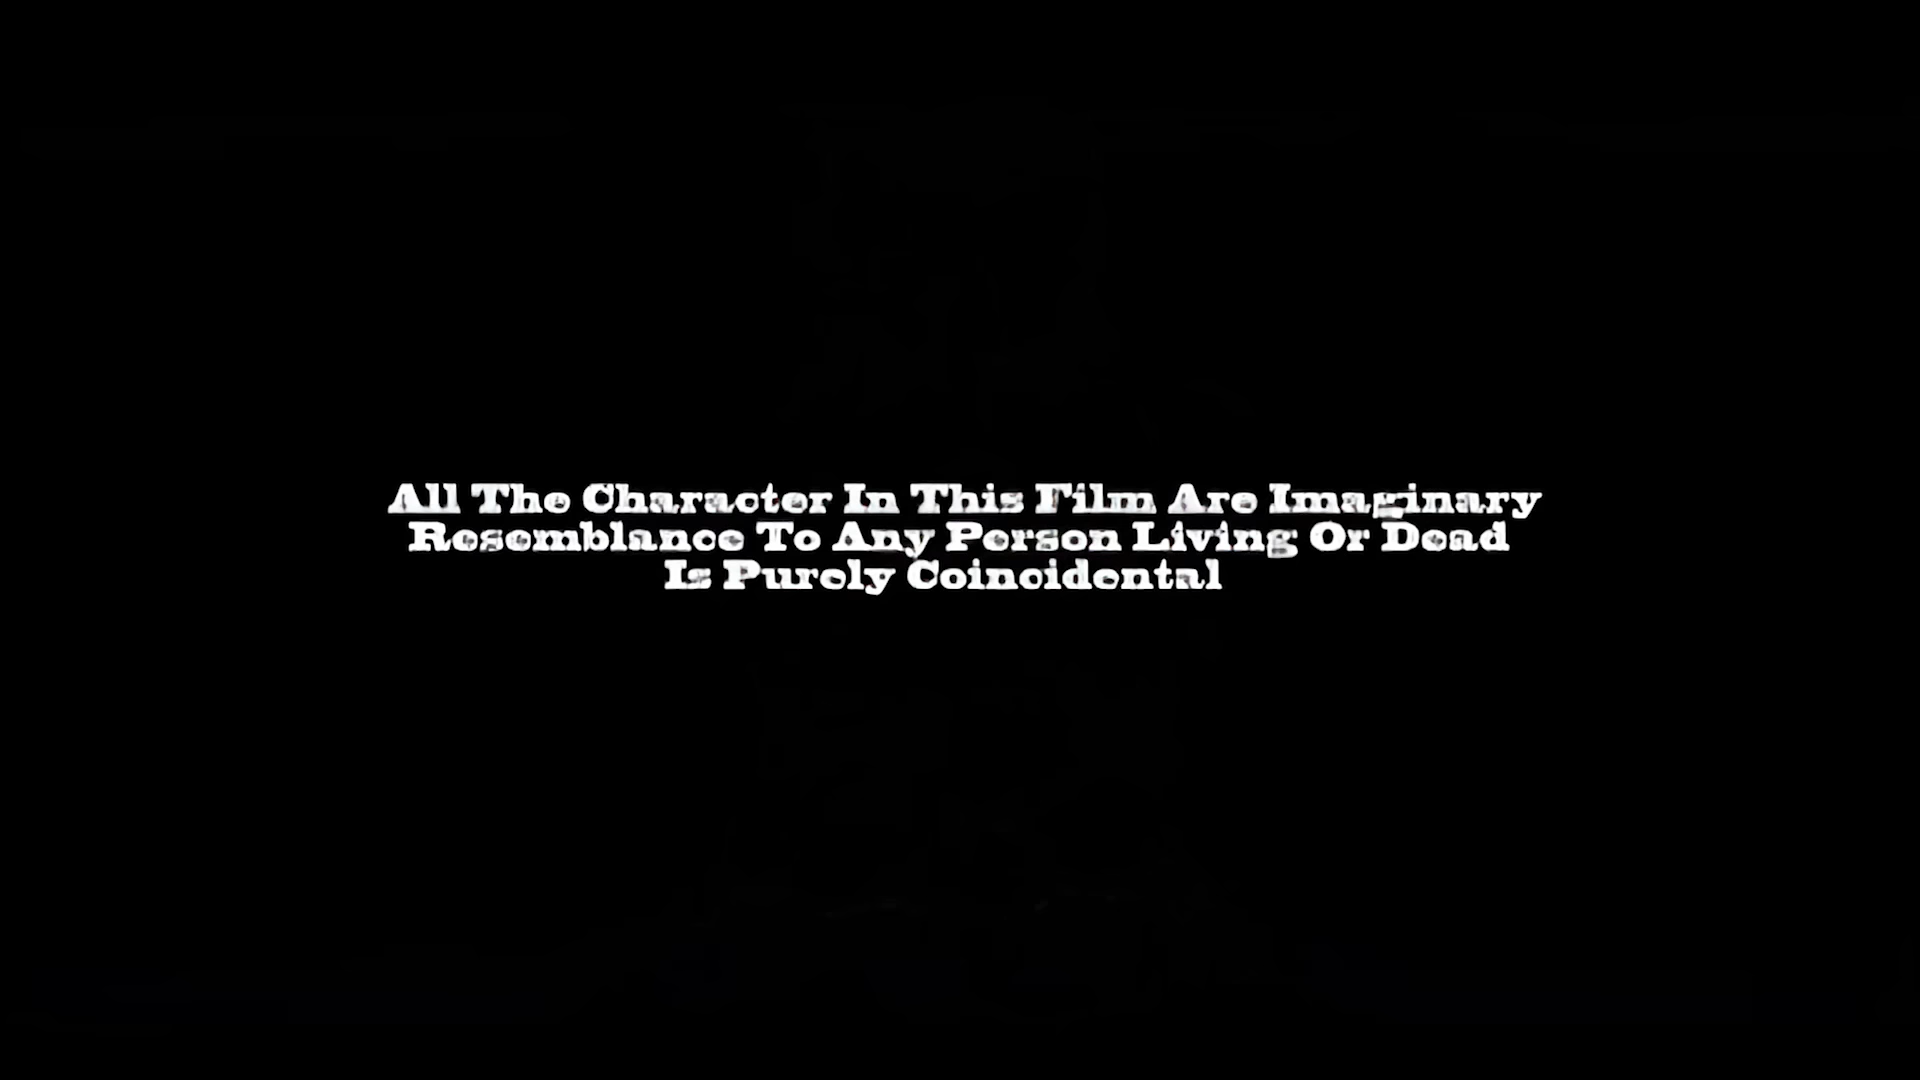 All The Character In This Film Are Imaginary
Resemblance To Any Person Living Or Dead
Is Purely Coincidental